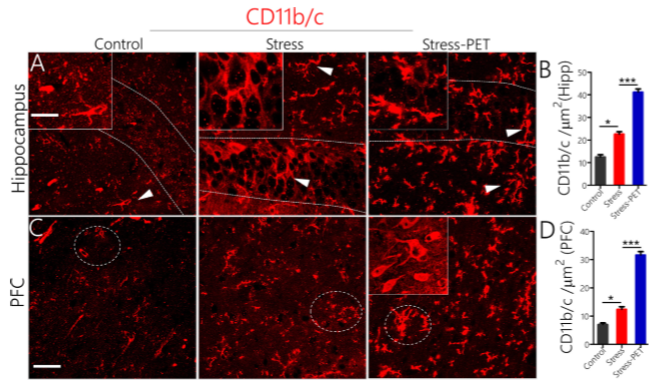 CD11b/c
Control Stress Stress-PET
A
Hippocampus
B
CD11b/c /μm²(Hipp)
50
40
30
20
10
0
*
***
Control
Stress
Stress-PET
C
PFC
D
CD11b/c /μm² (PFC)
40
30
20
10
0
*
***
Control
Stress
Stress-PET